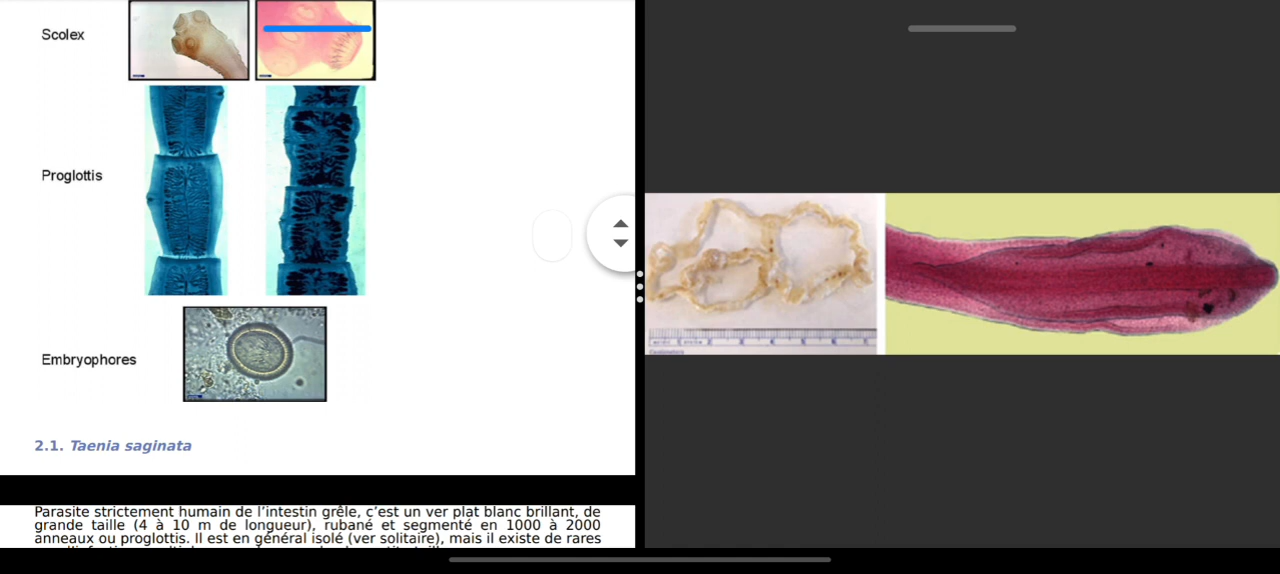 Scolex
Proglottis
Embryophores
2.1. Taenia saginata
Parasite strictement humain de l’intestin grêle, c’est un ver plat blanc brillant, de
grande taille (4 à 10 m de longueur), rubané et segmenté en 1000 à 2000
anneaux ou proglottis. Il est en général isolé (ver solitaire), mais il existe de rares